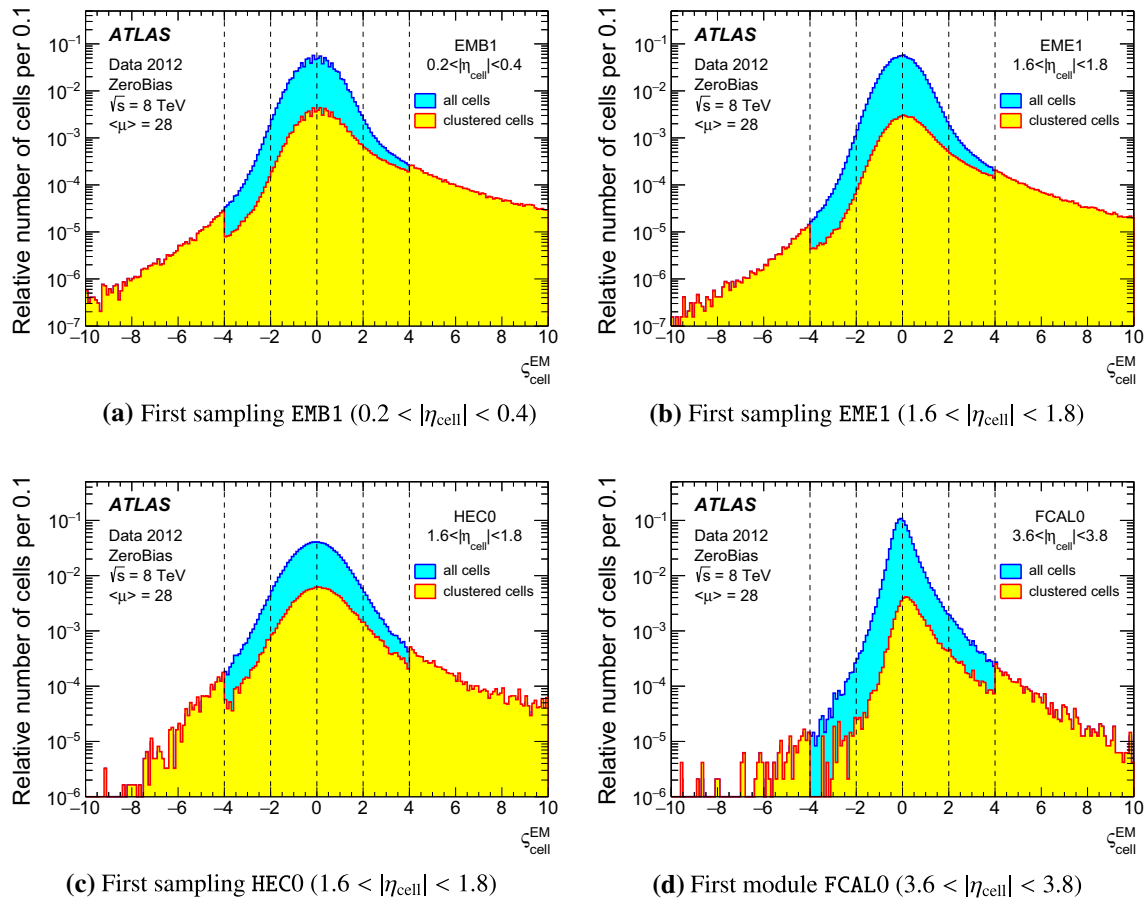 Relative number of cells per 0.1
10⁻¹
10⁻²
10⁻³
10⁻⁴
10⁻⁵
10⁻⁶
10⁻⁷
ATLAS
Data 2012
ZeroBias
√s = 8 TeV
<μ> = 28
EMB1
0.2<|η_cell|<0.4
all cells
clustered cells
−10 −8 −6 −4 −2 0 2 4 6 8 10
ς^EM_cell
(a) First sampling EMB1 (0.2 < |η_cell| < 0.4)
Relative number of cells per 0.1
10⁻¹
10⁻²
10⁻³
10⁻⁴
10⁻⁵
10⁻⁶
10⁻⁷
ATLAS
Data 2012
ZeroBias
√s = 8 TeV
<μ> = 28
EME1
1.6<|η_cell|<1.8
all cells
clustered cells
−10 −8 −6 −4 −2 0 2 4 6 8 10
ς^EM_cell
(b) First sampling EME1 (1.6 < |η_cell| < 1.8)
Relative number of cells per 0.1
10⁻¹
10⁻²
10⁻³
10⁻⁴
10⁻⁵
10⁻⁶
ATLAS
Data 2012
ZeroBias
√s = 8 TeV
<μ> = 28
HEC0
1.6<|η_cell|<1.8
all cells
clustered cells
−10 −8 −6 −4 −2 0 2 4 6 8 10
ς^EM_cell
(c) First sampling HEC0 (1.6 < |η_cell| < 1.8)
Relative number of cells per 0.1
10⁻¹
10⁻²
10⁻³
10⁻⁴
10⁻⁵
10⁻⁶
ATLAS
Data 2012
ZeroBias
√s = 8 TeV
<μ> = 28
FCAL0
3.6<|η_cell|<3.8
all cells
clustered cells
−10 −8 −6 −4 −2 0 2 4 6 8 10
ς^EM_cell
(d) First module FCAL0 (3.6 < |η_cell| < 3.8)